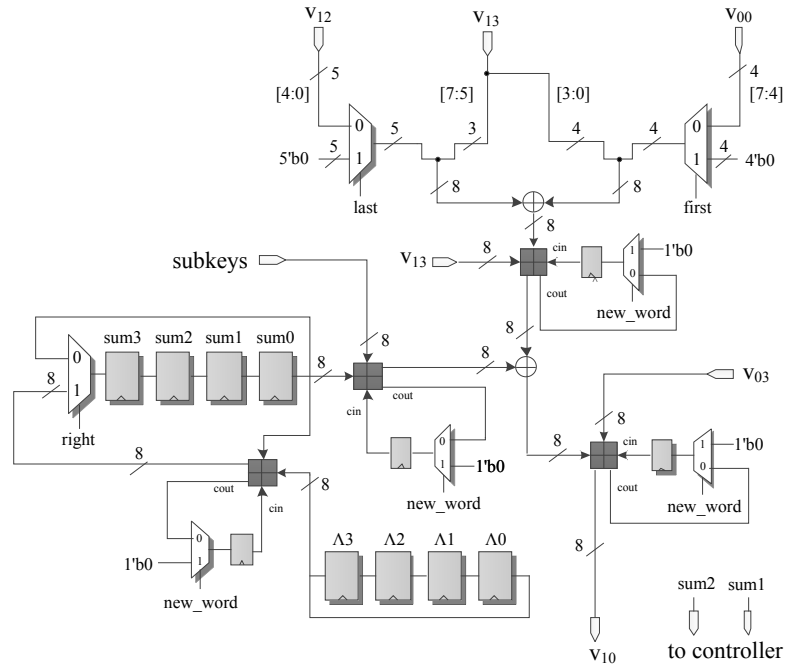 v12 v13 v00
5 4
[4:0] [7:5] [3:0] [7:4]
0 5 3 4 4 0
5'b0 5 1 1 4 4'b0
last 8 8 first
8
v13 8 cin 1 1'b0
0
cout
new_word
subkeys
8 8
sum3 sum2 sum1 sum0
0 8 8
8 1
cout
cin
right
0
1 1'b0
new_word
v03
8
8 cin 1 1'b0
0
cout
new_word
8 8
cout
cin
0
1'b0 1
new_word
Λ3 Λ2 Λ1 Λ0
8
sum2 sum1
to controller
v10